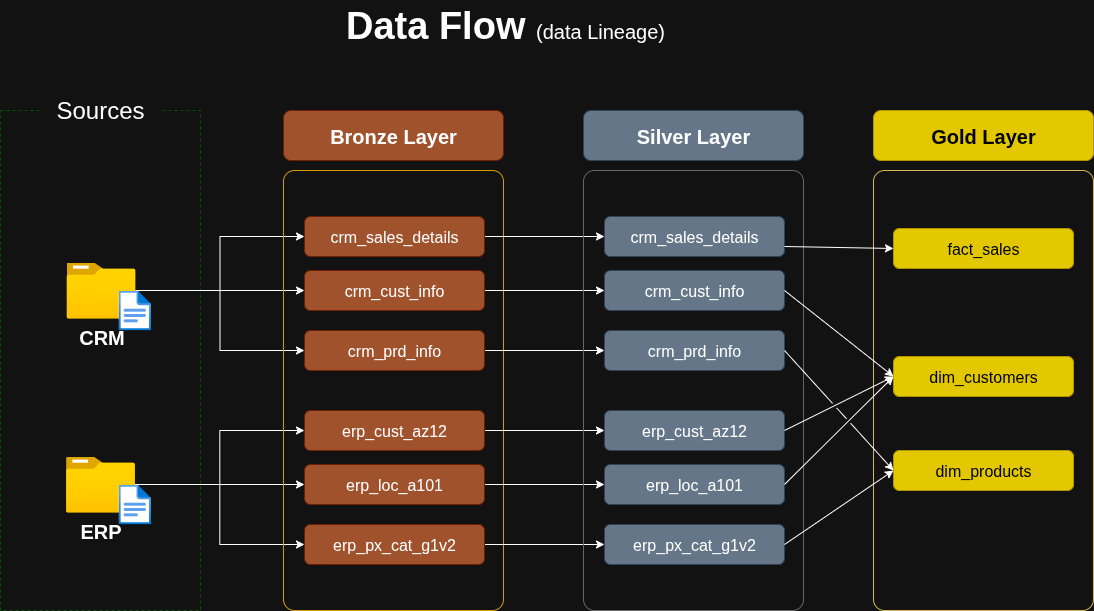 Data Flow (data Lineage)
Sources
Bronze Layer
Silver Layer
Gold Layer
CRM
ERP
crm_sales_details
crm_cust_info
crm_prd_info
erp_cust_az12
erp_loc_a101
erp_px_cat_g1v2
crm_sales_details
crm_cust_info
crm_prd_info
erp_cust_az12
erp_loc_a101
erp_px_cat_g1v2
fact_sales
dim_customers
dim_products